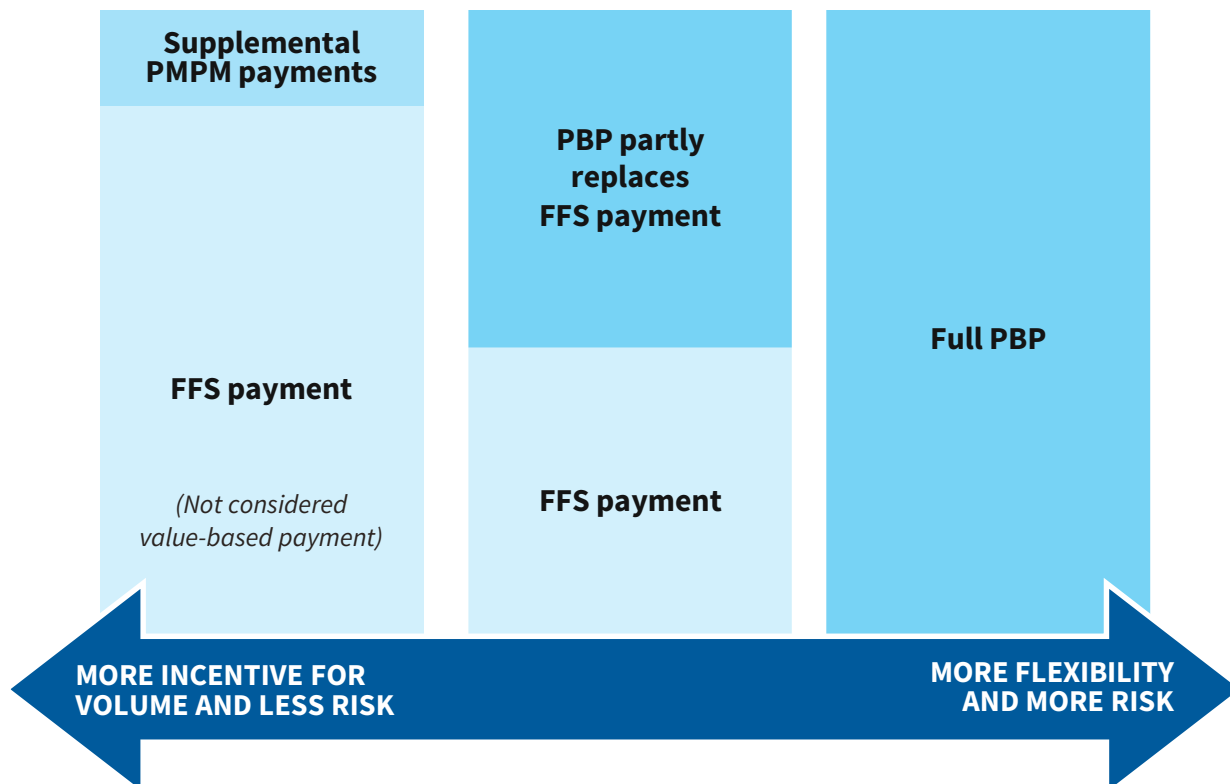 Supplemental
PMPM payments
FFS payment
(Not considered
value-based payment)
PBP partly
replaces
FFS payment
FFS payment
Full PBP
MORE INCENTIVE FOR
VOLUME AND LESS RISK
MORE FLEXIBILITY
AND MORE RISK